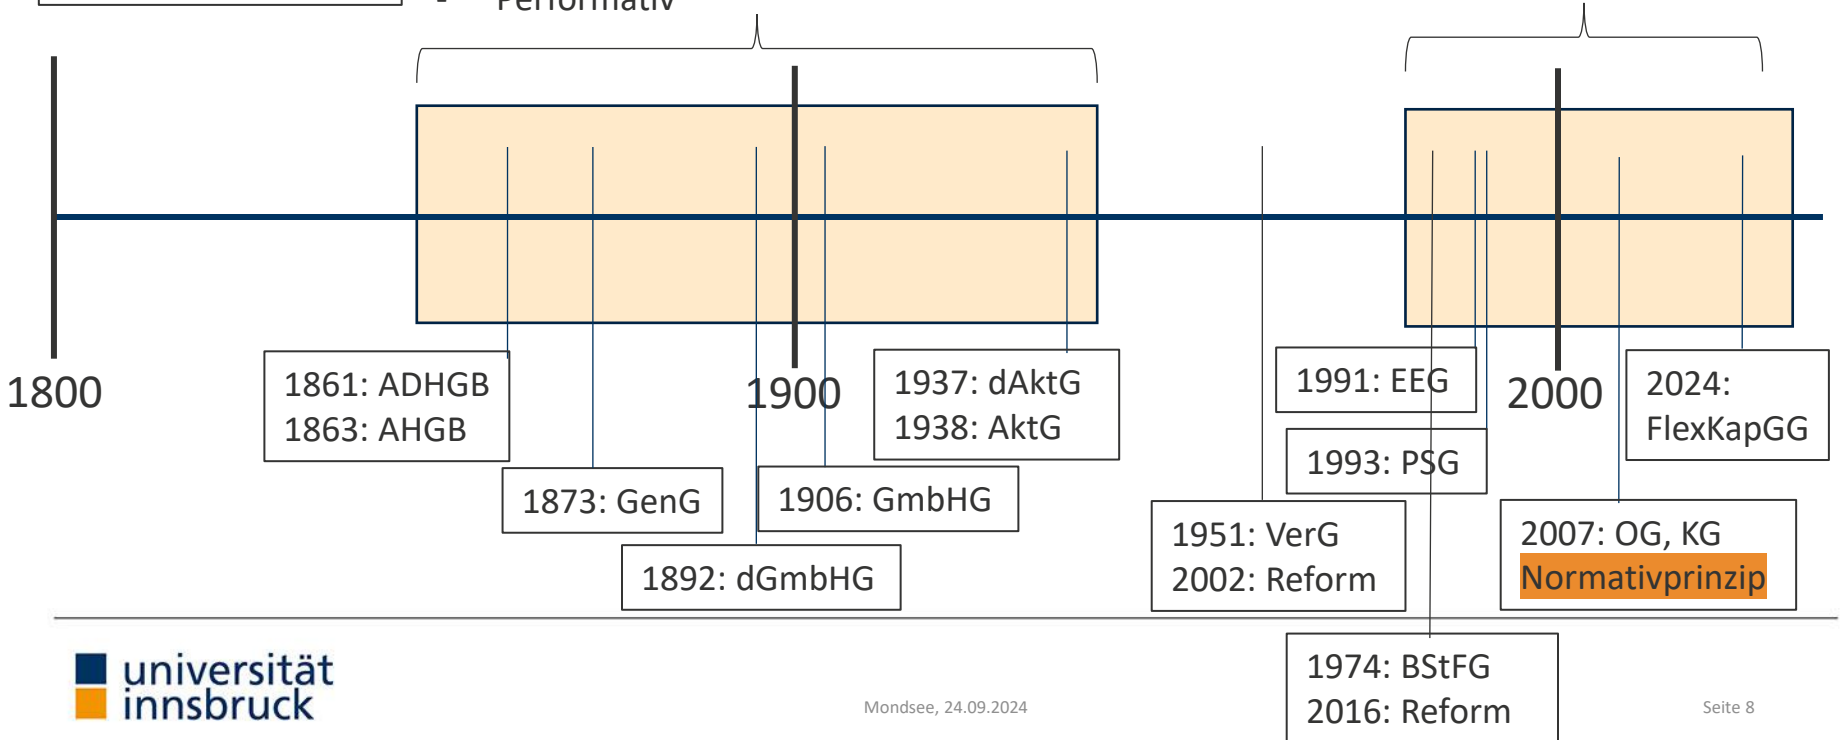 - Performativ
1800
1861: ADHGB
1863: AHGB
1873: GenG
1892: dGmbHG
1900
1906: GmbHG
1937: dAktG
1938: AktG
1951: VerG
2002: Reform
1991: EEG
1993: PSG
1974: BStFG
2016: Reform
2000
2007: OG, KG
Normativprinzip
2024:
FlexKapGG
universität
innsbruck
Mondsee, 24.09.2024
Seite 8